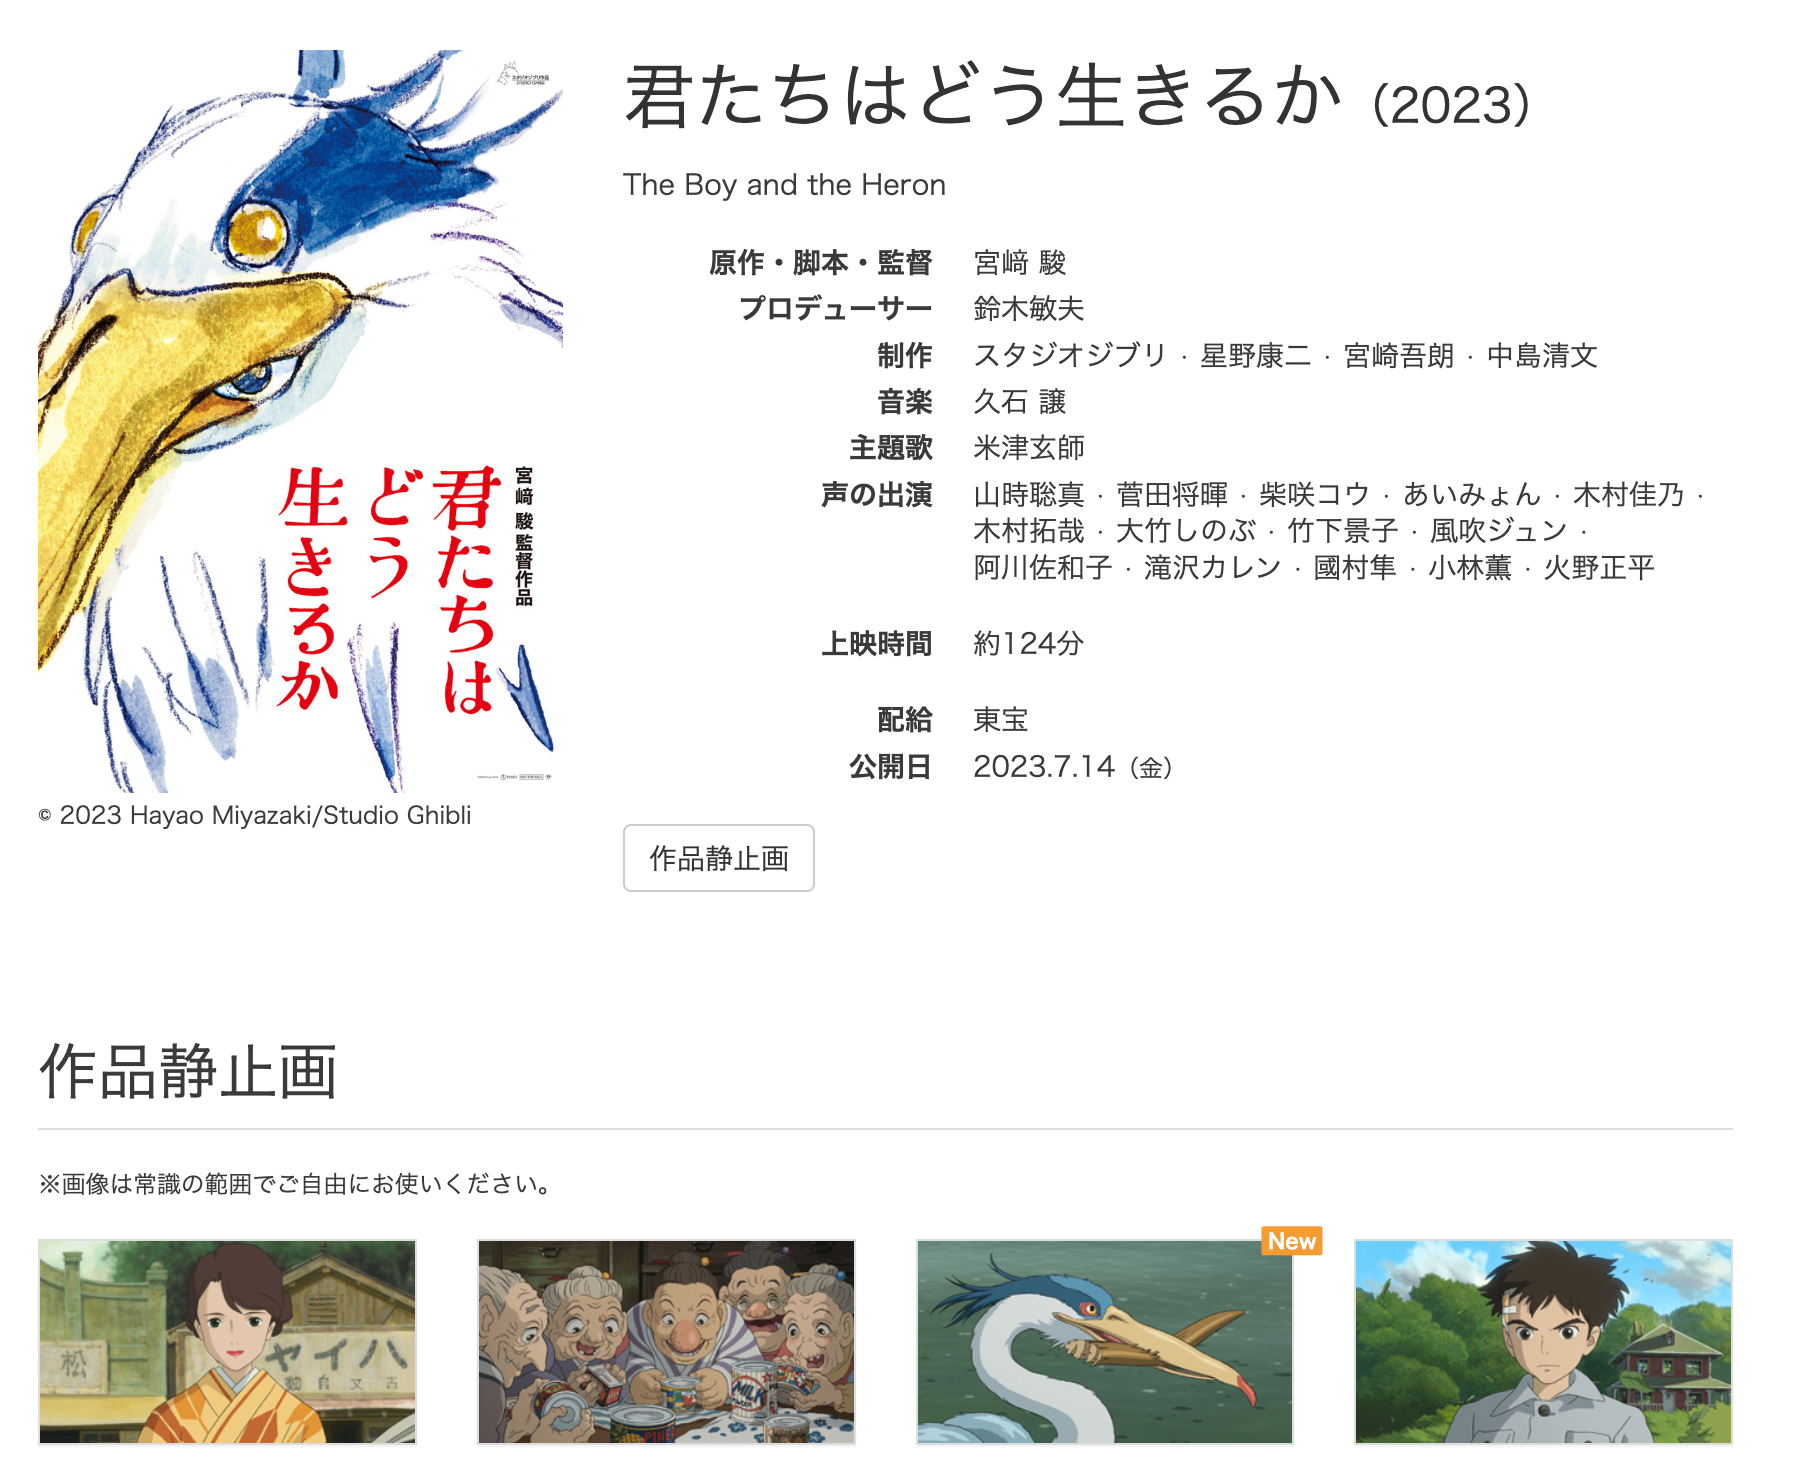 スタジオジブリ作品
STUDIO GHIBLI
宮﨑 駿 監督作品
君たちは
どう
生きるか
© 2023 Hayao Miyazaki/Studio Ghibli
君たちはどう生きるか（2023）
The Boy and the Heron
原作・脚本・監督 宮﨑 駿
プロデューサー 鈴木敏夫
制作 スタジオジブリ · 星野康二 · 宮崎吾朗 · 中島清文
音楽 久石 譲
主題歌 米津玄師
声の出演 山時聡真 · 菅田将暉 · 柴咲コウ · あいみょん · 木村佳乃 ·
木村拓哉 · 大竹しのぶ · 竹下景子 · 風吹ジュン ·
阿川佐和子 · 滝沢カレン · 國村隼 · 小林薫 · 火野正平
上映時間 約124分
配給 東宝
公開日 2023.7.14（金）
作品静止画
作品静止画
※画像は常識の範囲でご自由にお使いください。
松
ヤイハ
動自又古
MILK
PINE
New